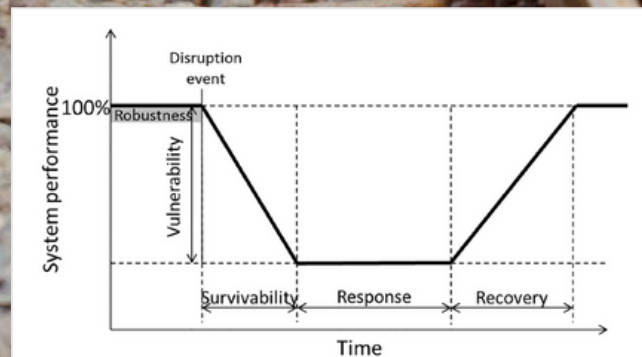 Disruption
event
100%
Robustness
Vulnerability
System performance
Survivability
Response
Recovery
Time